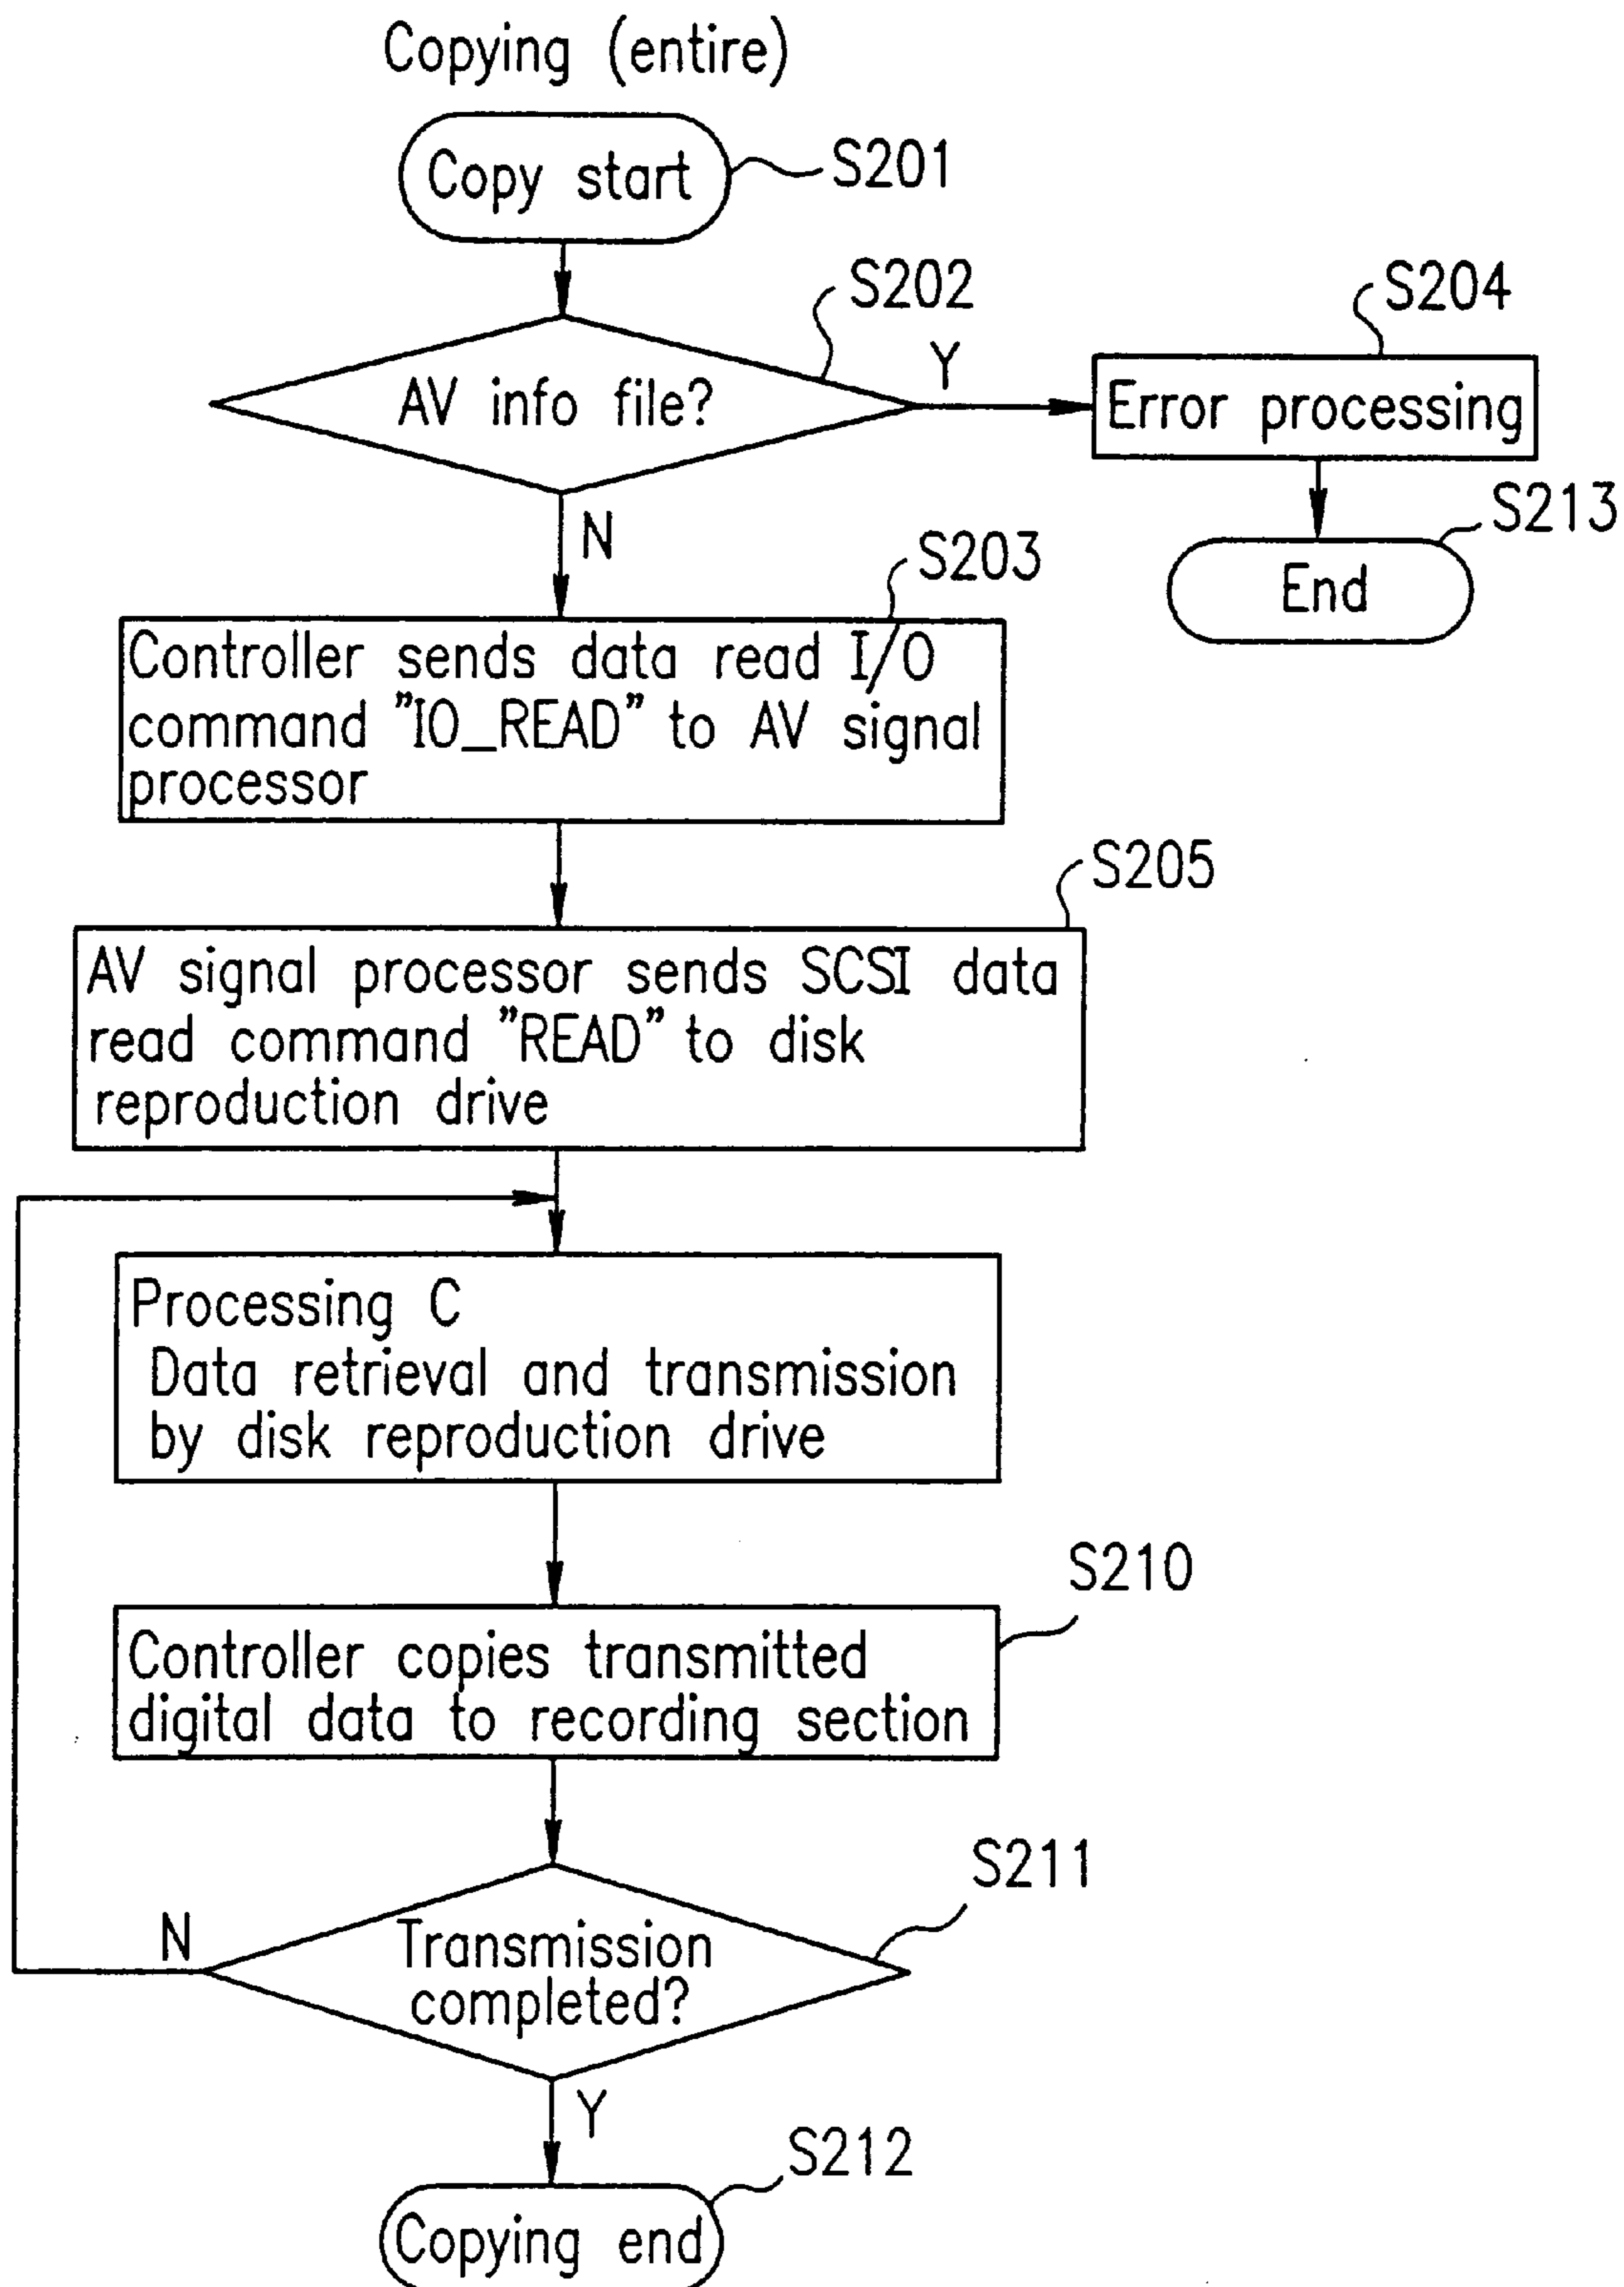 Copying (entire)
Copy start
S201
S202
AV info file?
Y
S204
Error processing
S213
End
N
S203
Controller sends data read I/O
command "IO_READ" to AV signal
processor
S205
AV signal processor sends SCSI data
read command "READ" to disk
reproduction drive
Processing C
Data retrieval and transmission
by disk reproduction drive
S210
Controller copies transmitted
digital data to recording section
S211
N
Transmission
completed?
Y
S212
Copying end